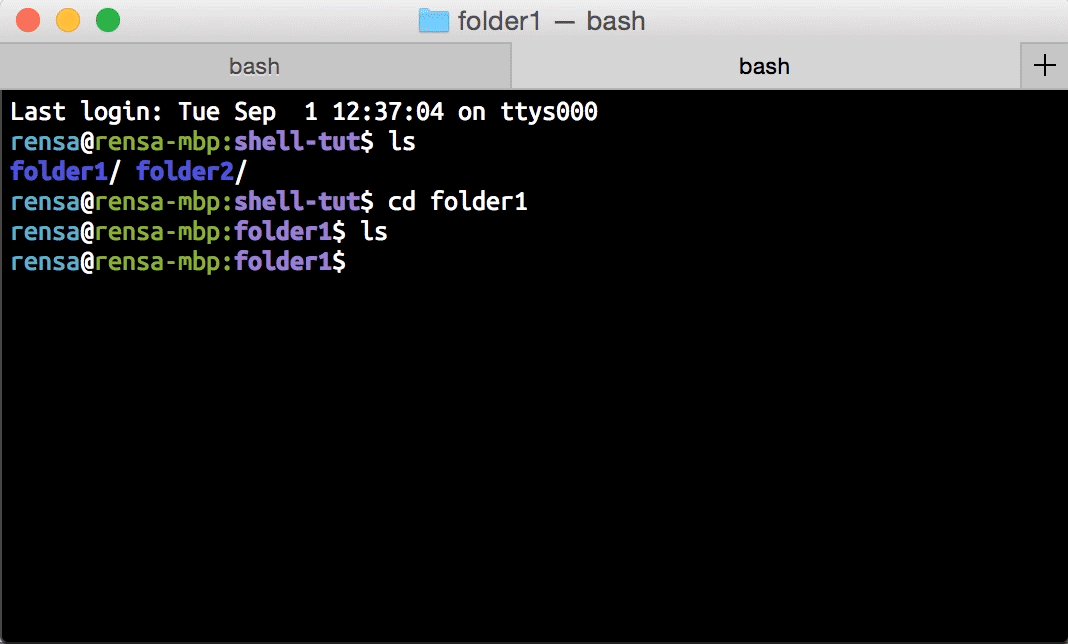 folder1 — bash
bash bash +
Last login: Tue Sep  1 12:37:04 on ttys000
rensa@rensa-mbp:shell-tut$ ls
folder1/ folder2/
rensa@rensa-mbp:shell-tut$ cd folder1
rensa@rensa-mbp:folder1$ ls
rensa@rensa-mbp:folder1$